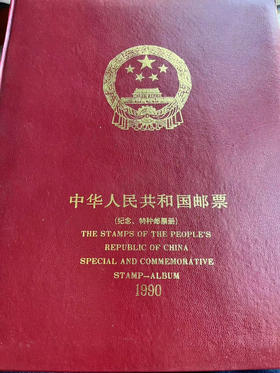 中华人民共和国邮票
(纪念、特种邮票册)
THE STAMPS OF THE PEOPLE'S
REPUBLIC OF CHINA
SPECIAL AND COMMEMORATIVE
STAMP—ALBUM
1990